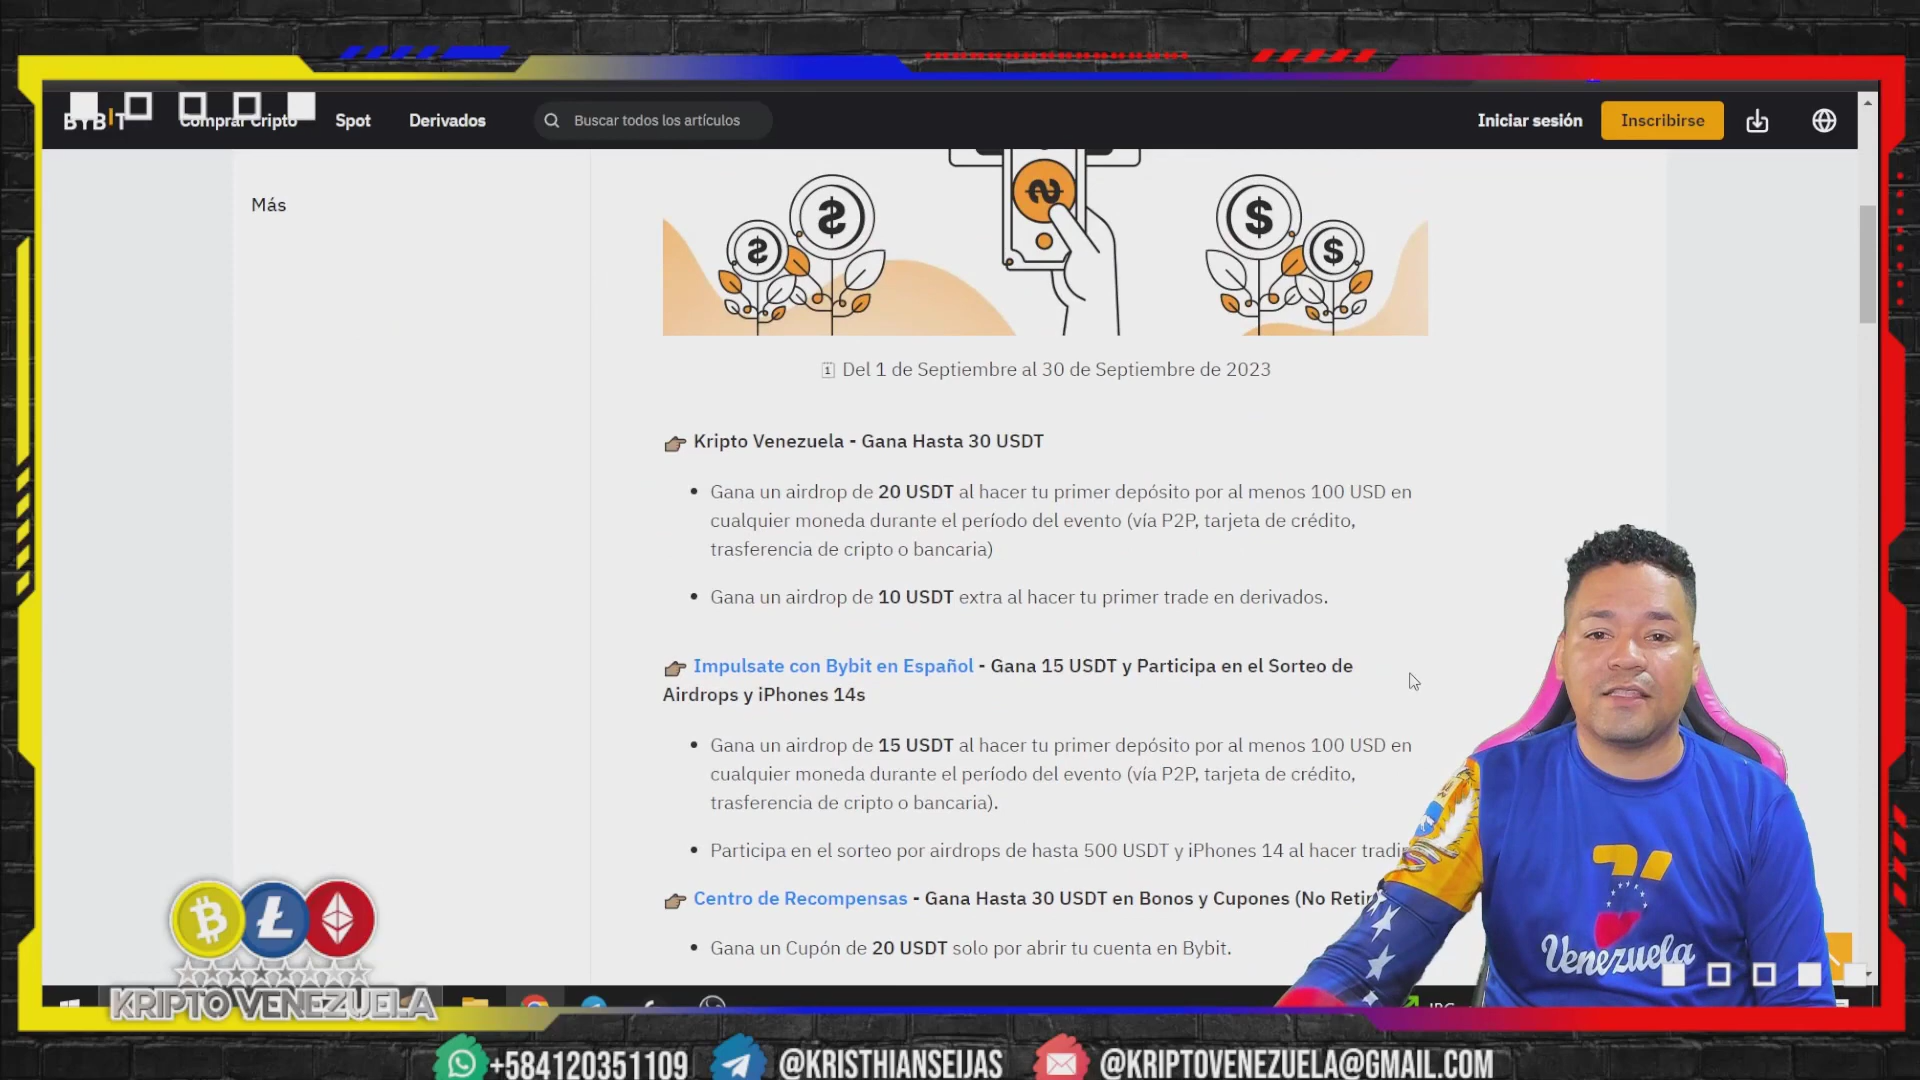 BYBIT
Comprar Cripto
Spot
Derivados
Buscar todos los artículos
Iniciar sesión
Inscribirse
Más
Del 1 de Septiembre al 30 de Septiembre de 2023
Kripto Venezuela - Gana Hasta 30 USDT
• Gana un airdrop de 20 USDT al hacer tu primer depósito por al menos 100 USD en
cualquier moneda durante el período del evento (vía P2P, tarjeta de crédito,
trasferencia de cripto o bancaria)
• Gana un airdrop de 10 USDT extra al hacer tu primer trade en derivados.
Impulsate con Bybit en Español - Gana 15 USDT y Participa en el Sorteo de
Airdrops y iPhones 14s
• Gana un airdrop de 15 USDT al hacer tu primer depósito por al menos 100 USD en
cualquier moneda durante el período del evento (vía P2P, tarjeta de crédito,
trasferencia de cripto o bancaria).
• Participa en el sorteo por airdrops de hasta 500 USDT y iPhones 14 al hacer
Centro de Recompensas - Gana Hasta 30 USDT en Bonos y Cupones (No
• Gana un Cupón de 20 USDT solo por abrir tu cuenta en Bybit.
Venezuela
KRIPTO VENEZUELA
+584120351109
@KRISTHIANSEIJAS
@KRIPTOVENEZUELA@GMAIL.COM